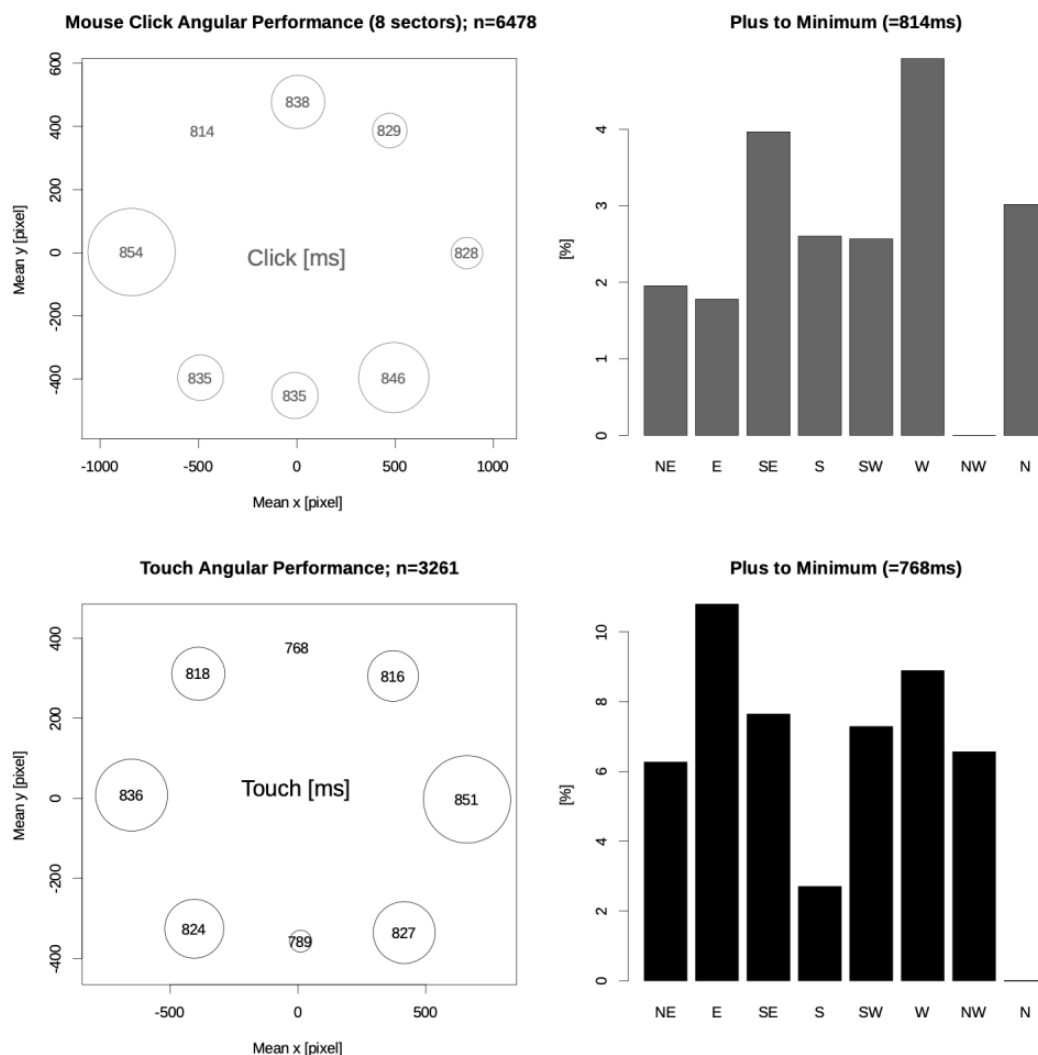 Mouse Click Angular Performance (8 sectors); n=6478
600
400
200
0
-200
-400
Mean y [pixel]
838
829
814
854
Click [ms]
828
835
835
846
-1000 -500 0 500 1000
Mean x [pixel]
Plus to Minimum (=814ms)
4
3
2
1
0
[%]
NE E SE S SW W NW N
Touch Angular Performance; n=3261
400
200
0
-200
-400
Mean y [pixel]
768
818
816
836
Touch [ms]
851
824
789
827
-500 0 500
Mean x [pixel]
Plus to Minimum (=768ms)
10
8
6
4
2
0
[%]
NE E SE S SW W NW N